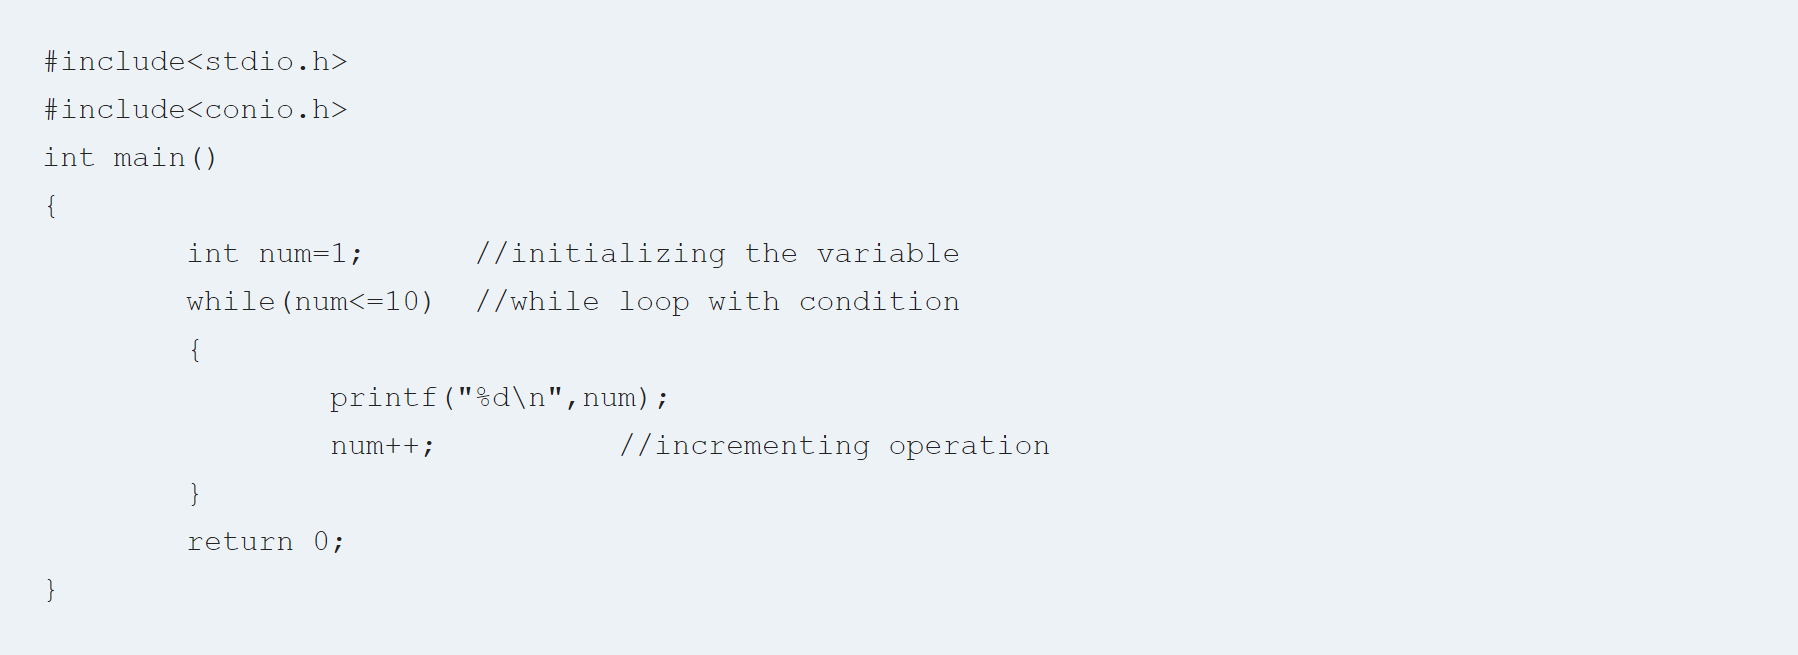 #include<stdio.h>
#include<conio.h>
int main()
{
        int num=1;      //initializing the variable
        while(num<=10)  //while loop with condition
        {
                printf("%d\n",num);
                num++;          //incrementing operation
        }
        return 0;
}